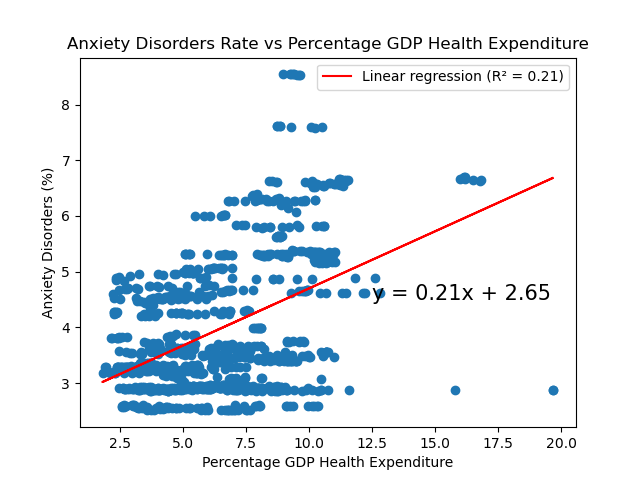 Anxiety Disorders Rate vs Percentage GDP Health Expenditure
Linear regression (R² = 0.21)
8
7
6
5
4
3
Anxiety Disorders (%)
y = 0.21x + 2.65
2.5 5.0 7.5 10.0 12.5 15.0 17.5 20.0
Percentage GDP Health Expenditure